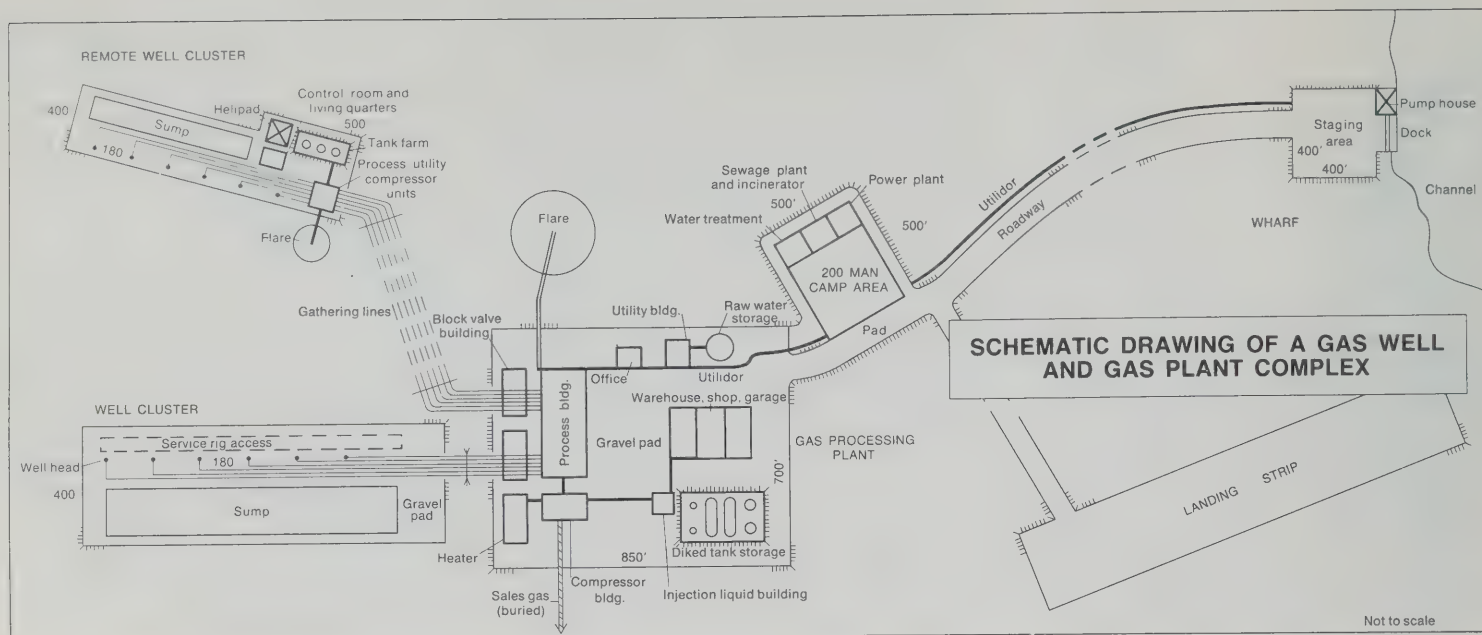 REMOTE WELL CLUSTER
Helipad
Control room and
living quarters
400
Sump
500
Tank farm
180
Process utility
compressor
units
Flare
Gathering lines
Flare
Block valve
building
WELL CLUSTER
Service rig access
Well head
180
400
Sump
Gravel
pad
Heater
Process bldg.
Office
Utility bldg.
Raw water
storage
Utilidor
Warehouse, shop, garage
Gravel pad
GAS PROCESSING
PLANT
700'
Diked tank storage
850'
Sales gas
(buried)
Compressor
bldg.
Injection liquid building
Sewage plant
and incinerator
Power plant
500'
Water treatment
500'
200 MAN
CAMP AREA
Pad
Utilidor
Roadway
Staging
area
400'
400'
Pump house
Dock
Channel
WHARF
SCHEMATIC DRAWING OF A GAS WELL
AND GAS PLANT COMPLEX
LANDING STRIP
Not to scale